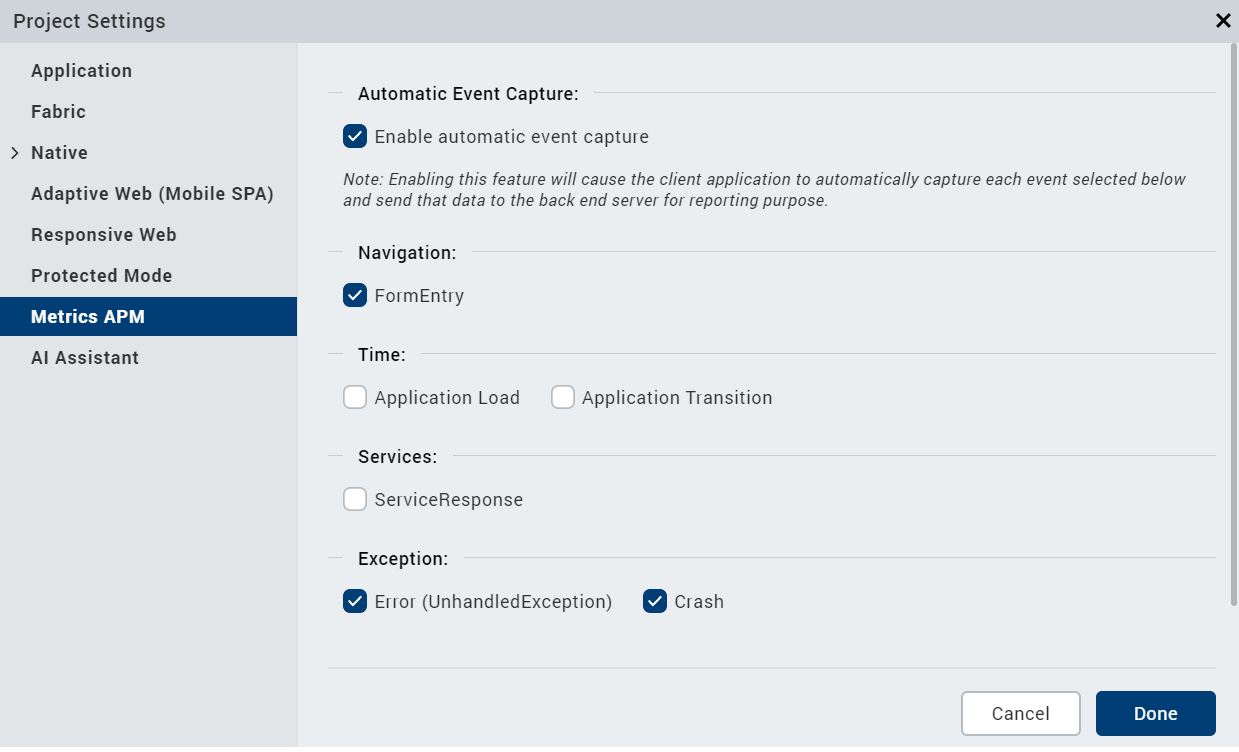 Project Settings
Application
Fabric
Native
Adaptive Web (Mobile SPA)
Responsive Web
Protected Mode
Metrics APM
AI Assistant
Automatic Event Capture:
Enable automatic event capture
Note: Enabling this feature will cause the client application to automatically capture each event selected below
and send that data to the back end server for reporting purpose.
Navigation:
FormEntry
Time:
Application Load Application Transition
Services:
ServiceResponse
Exception:
Error (UnhandledException) Crash
Cancel Done